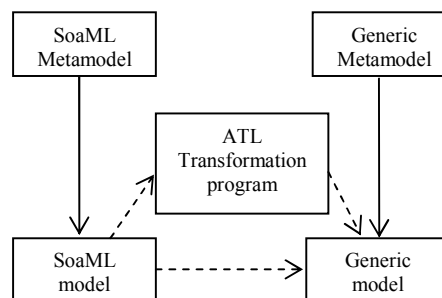 SoaML
Metamodel
Generic
Metamodel
ATL
Transformation
program
SoaML
model
Generic
model